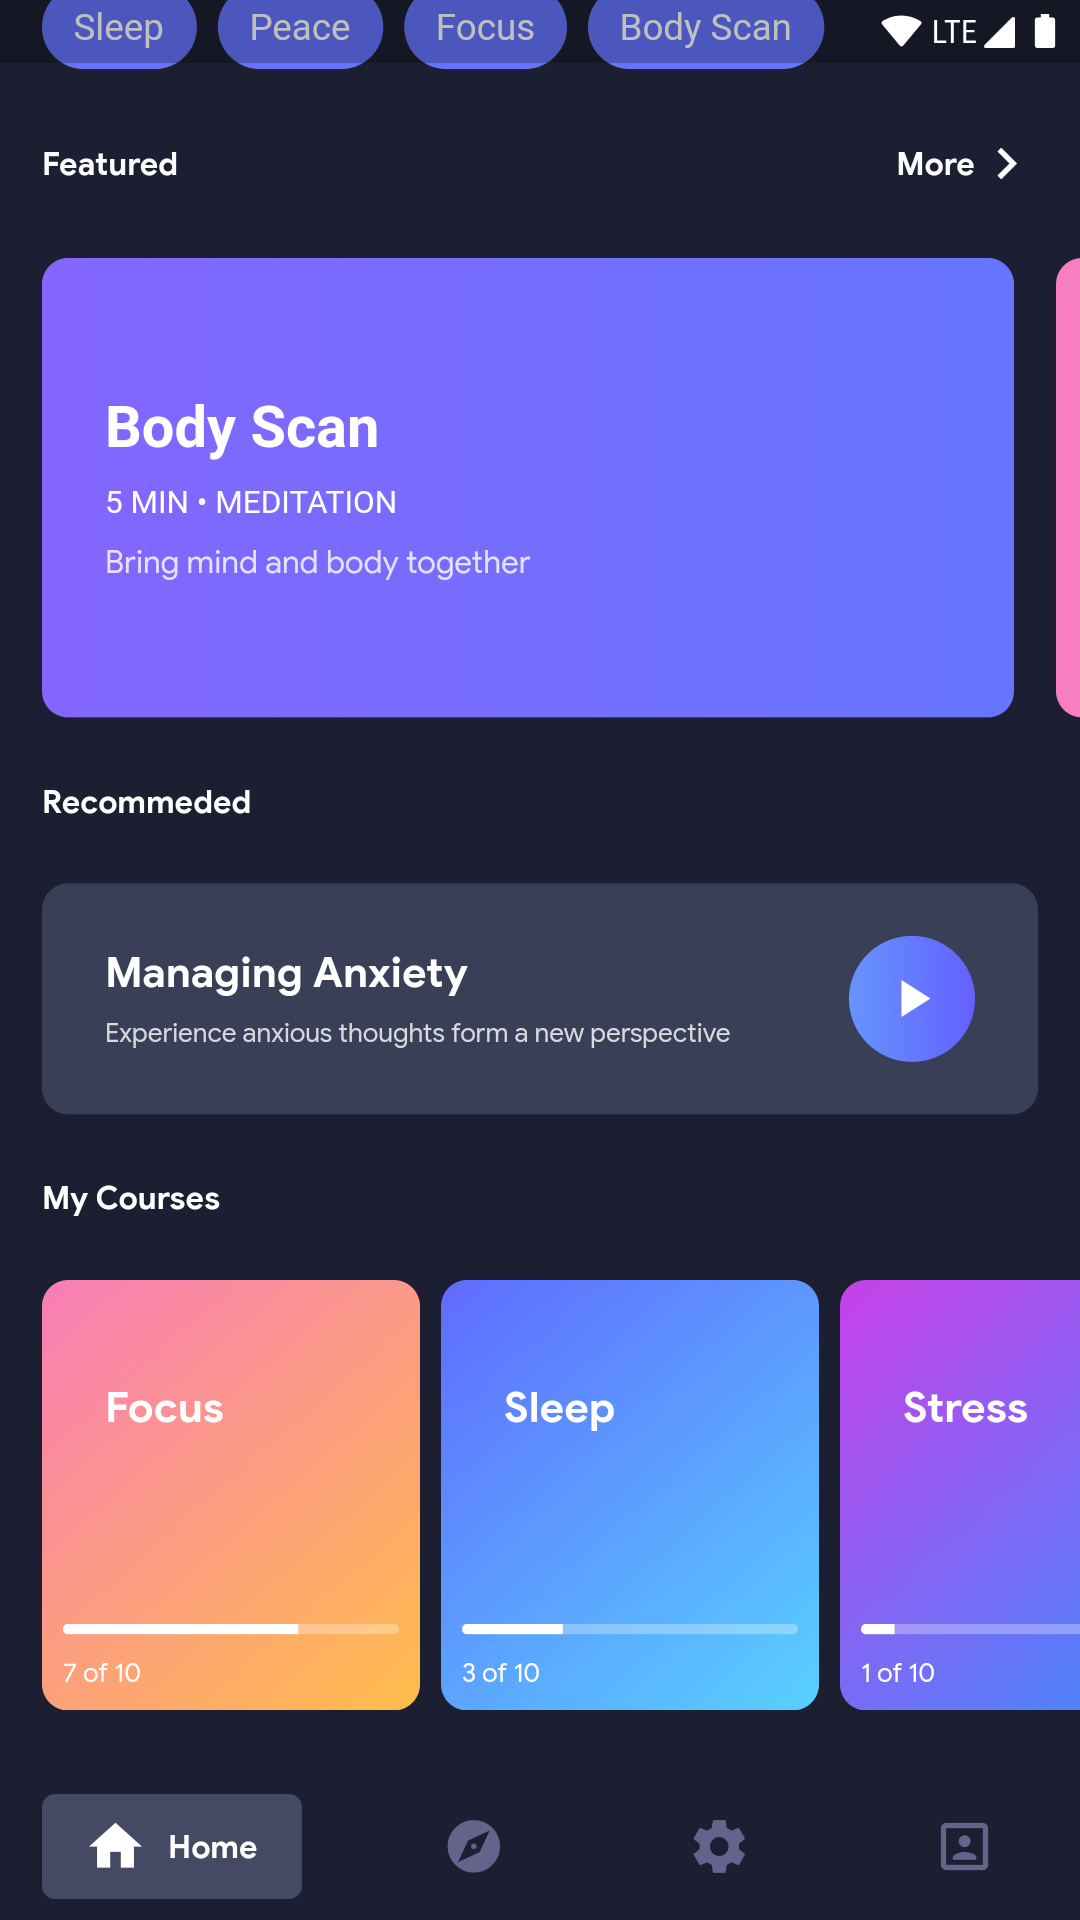 Sleep Peace Focus Body Scan LTE
Featured More
Body Scan
5 MIN • MEDITATION
Bring mind and body together
Recommeded
Managing Anxiety
Experience anxious thoughts form a new perspective
My Courses
Focus Sleep Stress
7 of 10 3 of 10 1 of 10
Home